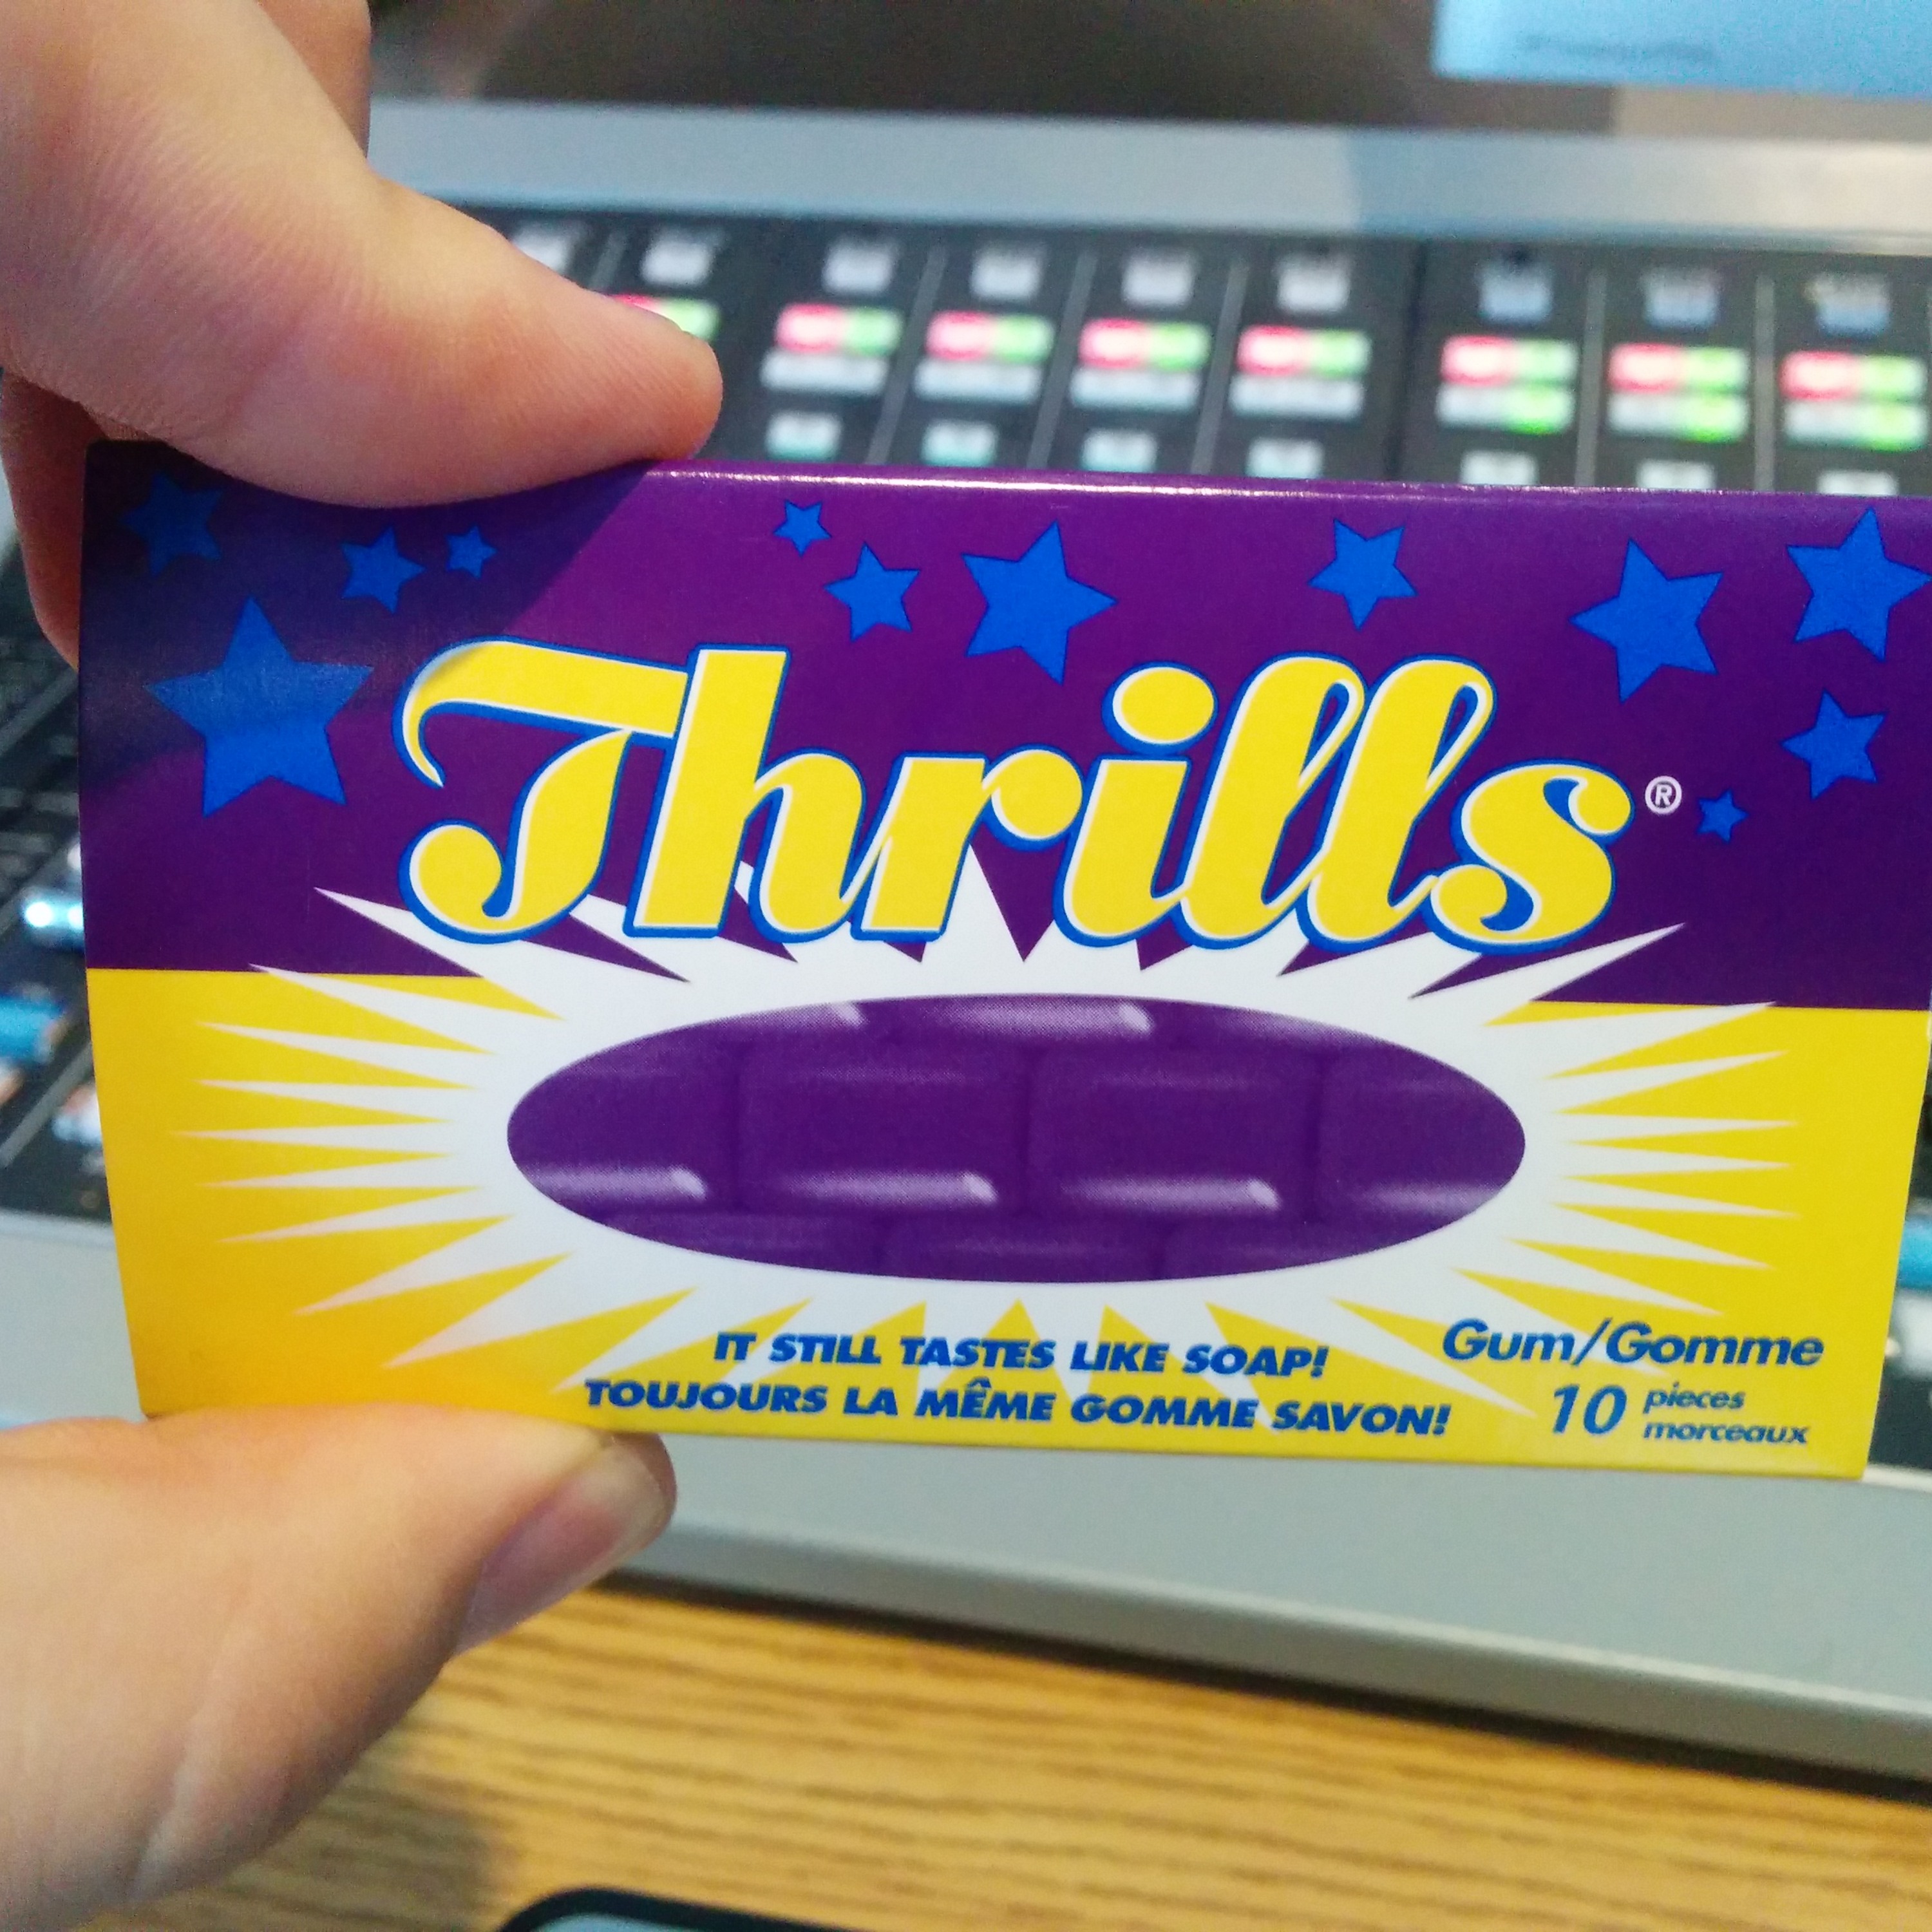 Thrills®
IT STILL TASTES LIKE SOAP!
TOUJOURS LA MÊME GOMME SAVON!
Gum/Gomme
10 pieces
morceaux